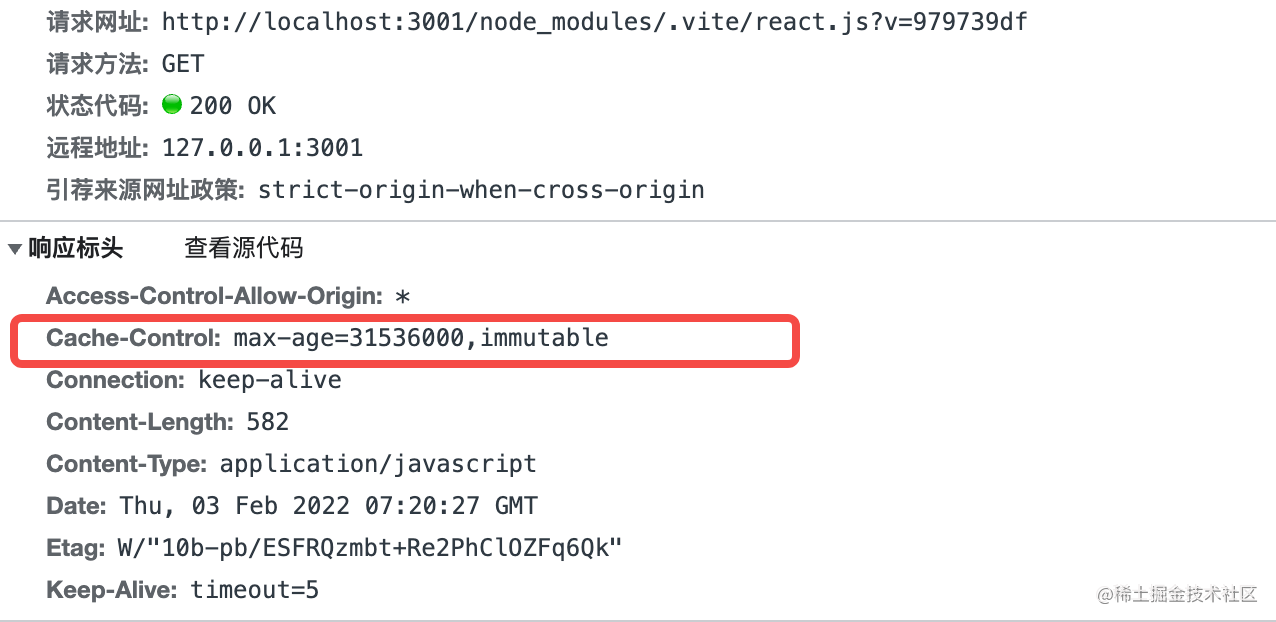 请求网址: http://localhost:3001/node_modules/.vite/react.js?v=979739df
请求方法: GET
状态代码: 200 OK
远程地址: 127.0.0.1:3001
引荐来源网址政策: strict-origin-when-cross-origin
响应标头 查看源代码
Access-Control-Allow-Origin: *
Cache-Control: max-age=31536000,immutable
Connection: keep-alive
Content-Length: 582
Content-Type: application/javascript
Date: Thu, 03 Feb 2022 07:20:27 GMT
Etag: W/"10b-pb/ESFRQzmbt+Re2PhClOZFq6Qk"
Keep-Alive: timeout=5
@稀土掘金技术社区